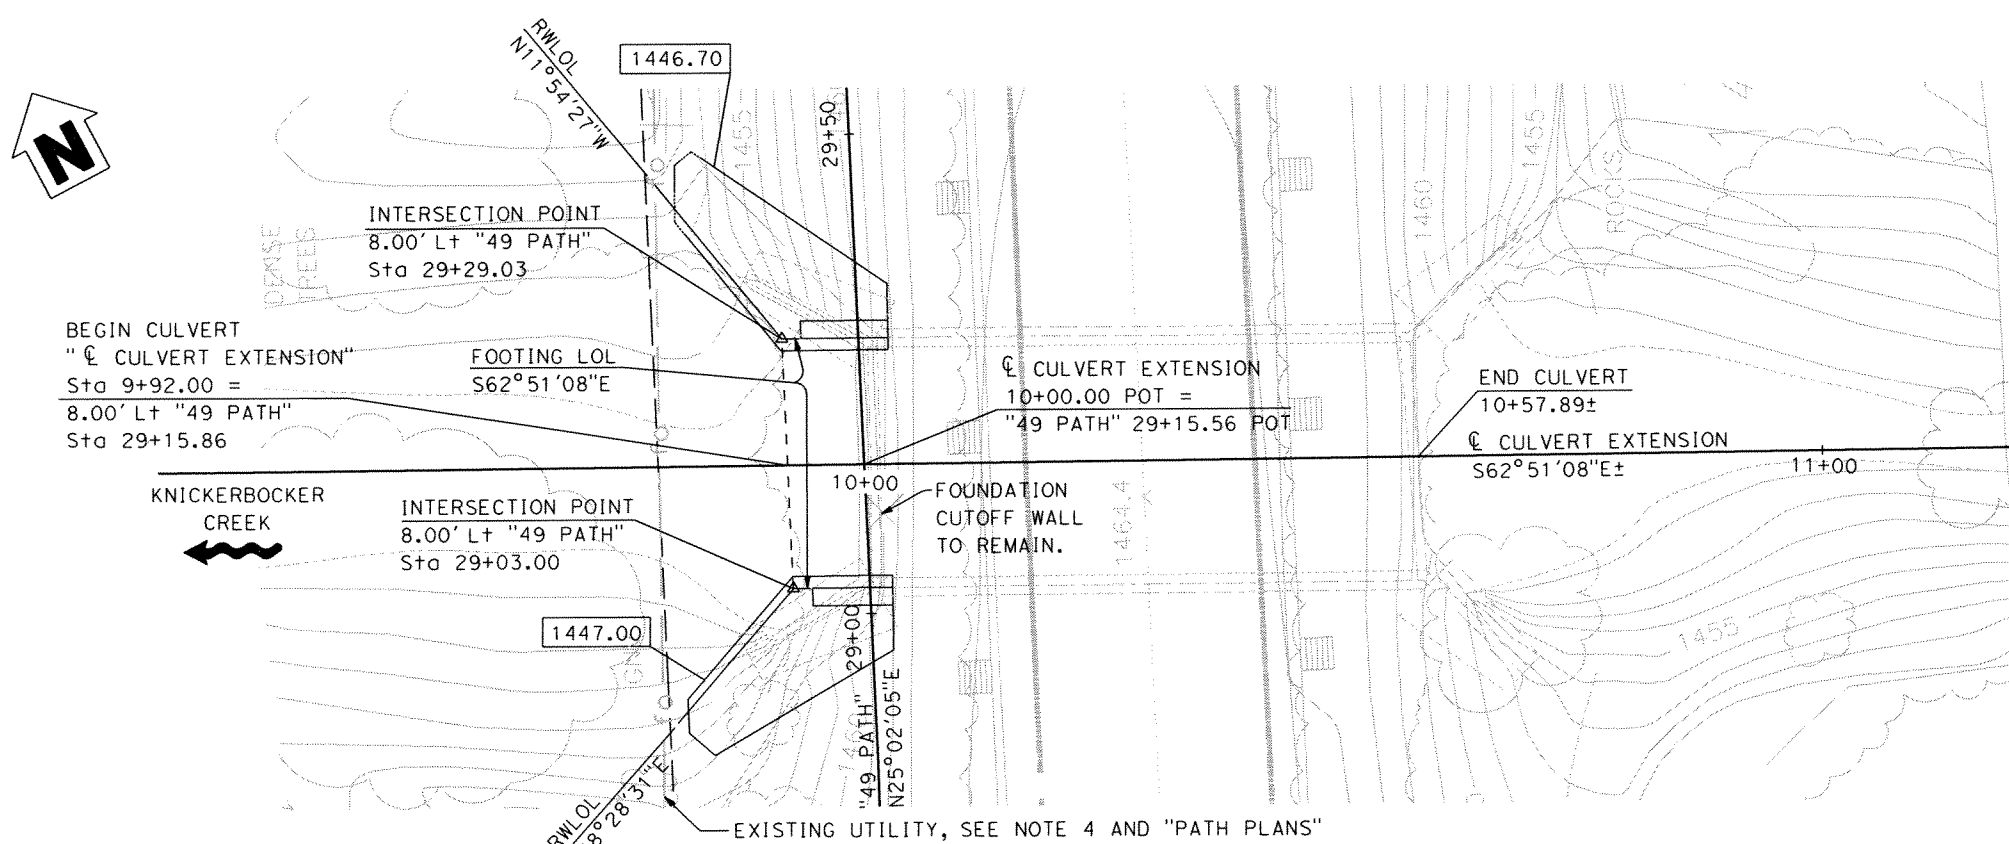 RWLOL
N11°54'27"W
1446.70
N
29+50
1455
1455
1460
ROCKS
INTERSECTION POINT
8.00' Lt "49 PATH"
Sta 29+29.03
DENSE
TREES
BEGIN CULVERT
"℄ CULVERT EXTENSION"
Sta 9+92.00 =
8.00' Lt "49 PATH"
Sta 29+15.86
FOOTING LOL
S62°51'08"E
℄ CULVERT EXTENSION
10+00.00 POT =
"49 PATH" 29+15.56 POT
END CULVERT
10+57.89±
℄ CULVERT EXTENSION
S62°51'08"E±
11+00
10+00
KNICKERBOCKER
CREEK
INTERSECTION POINT
8.00' Lt "49 PATH"
Sta 29+03.00
FOUNDATION
CUTOFF WALL
TO REMAIN.
1464.4
1447.00
29+00
1455
"49 PATH"
N25°02'05"E
1460
RWLOL
8°28'31"E
EXISTING UTILITY, SEE NOTE 4 AND "PATH PLANS"